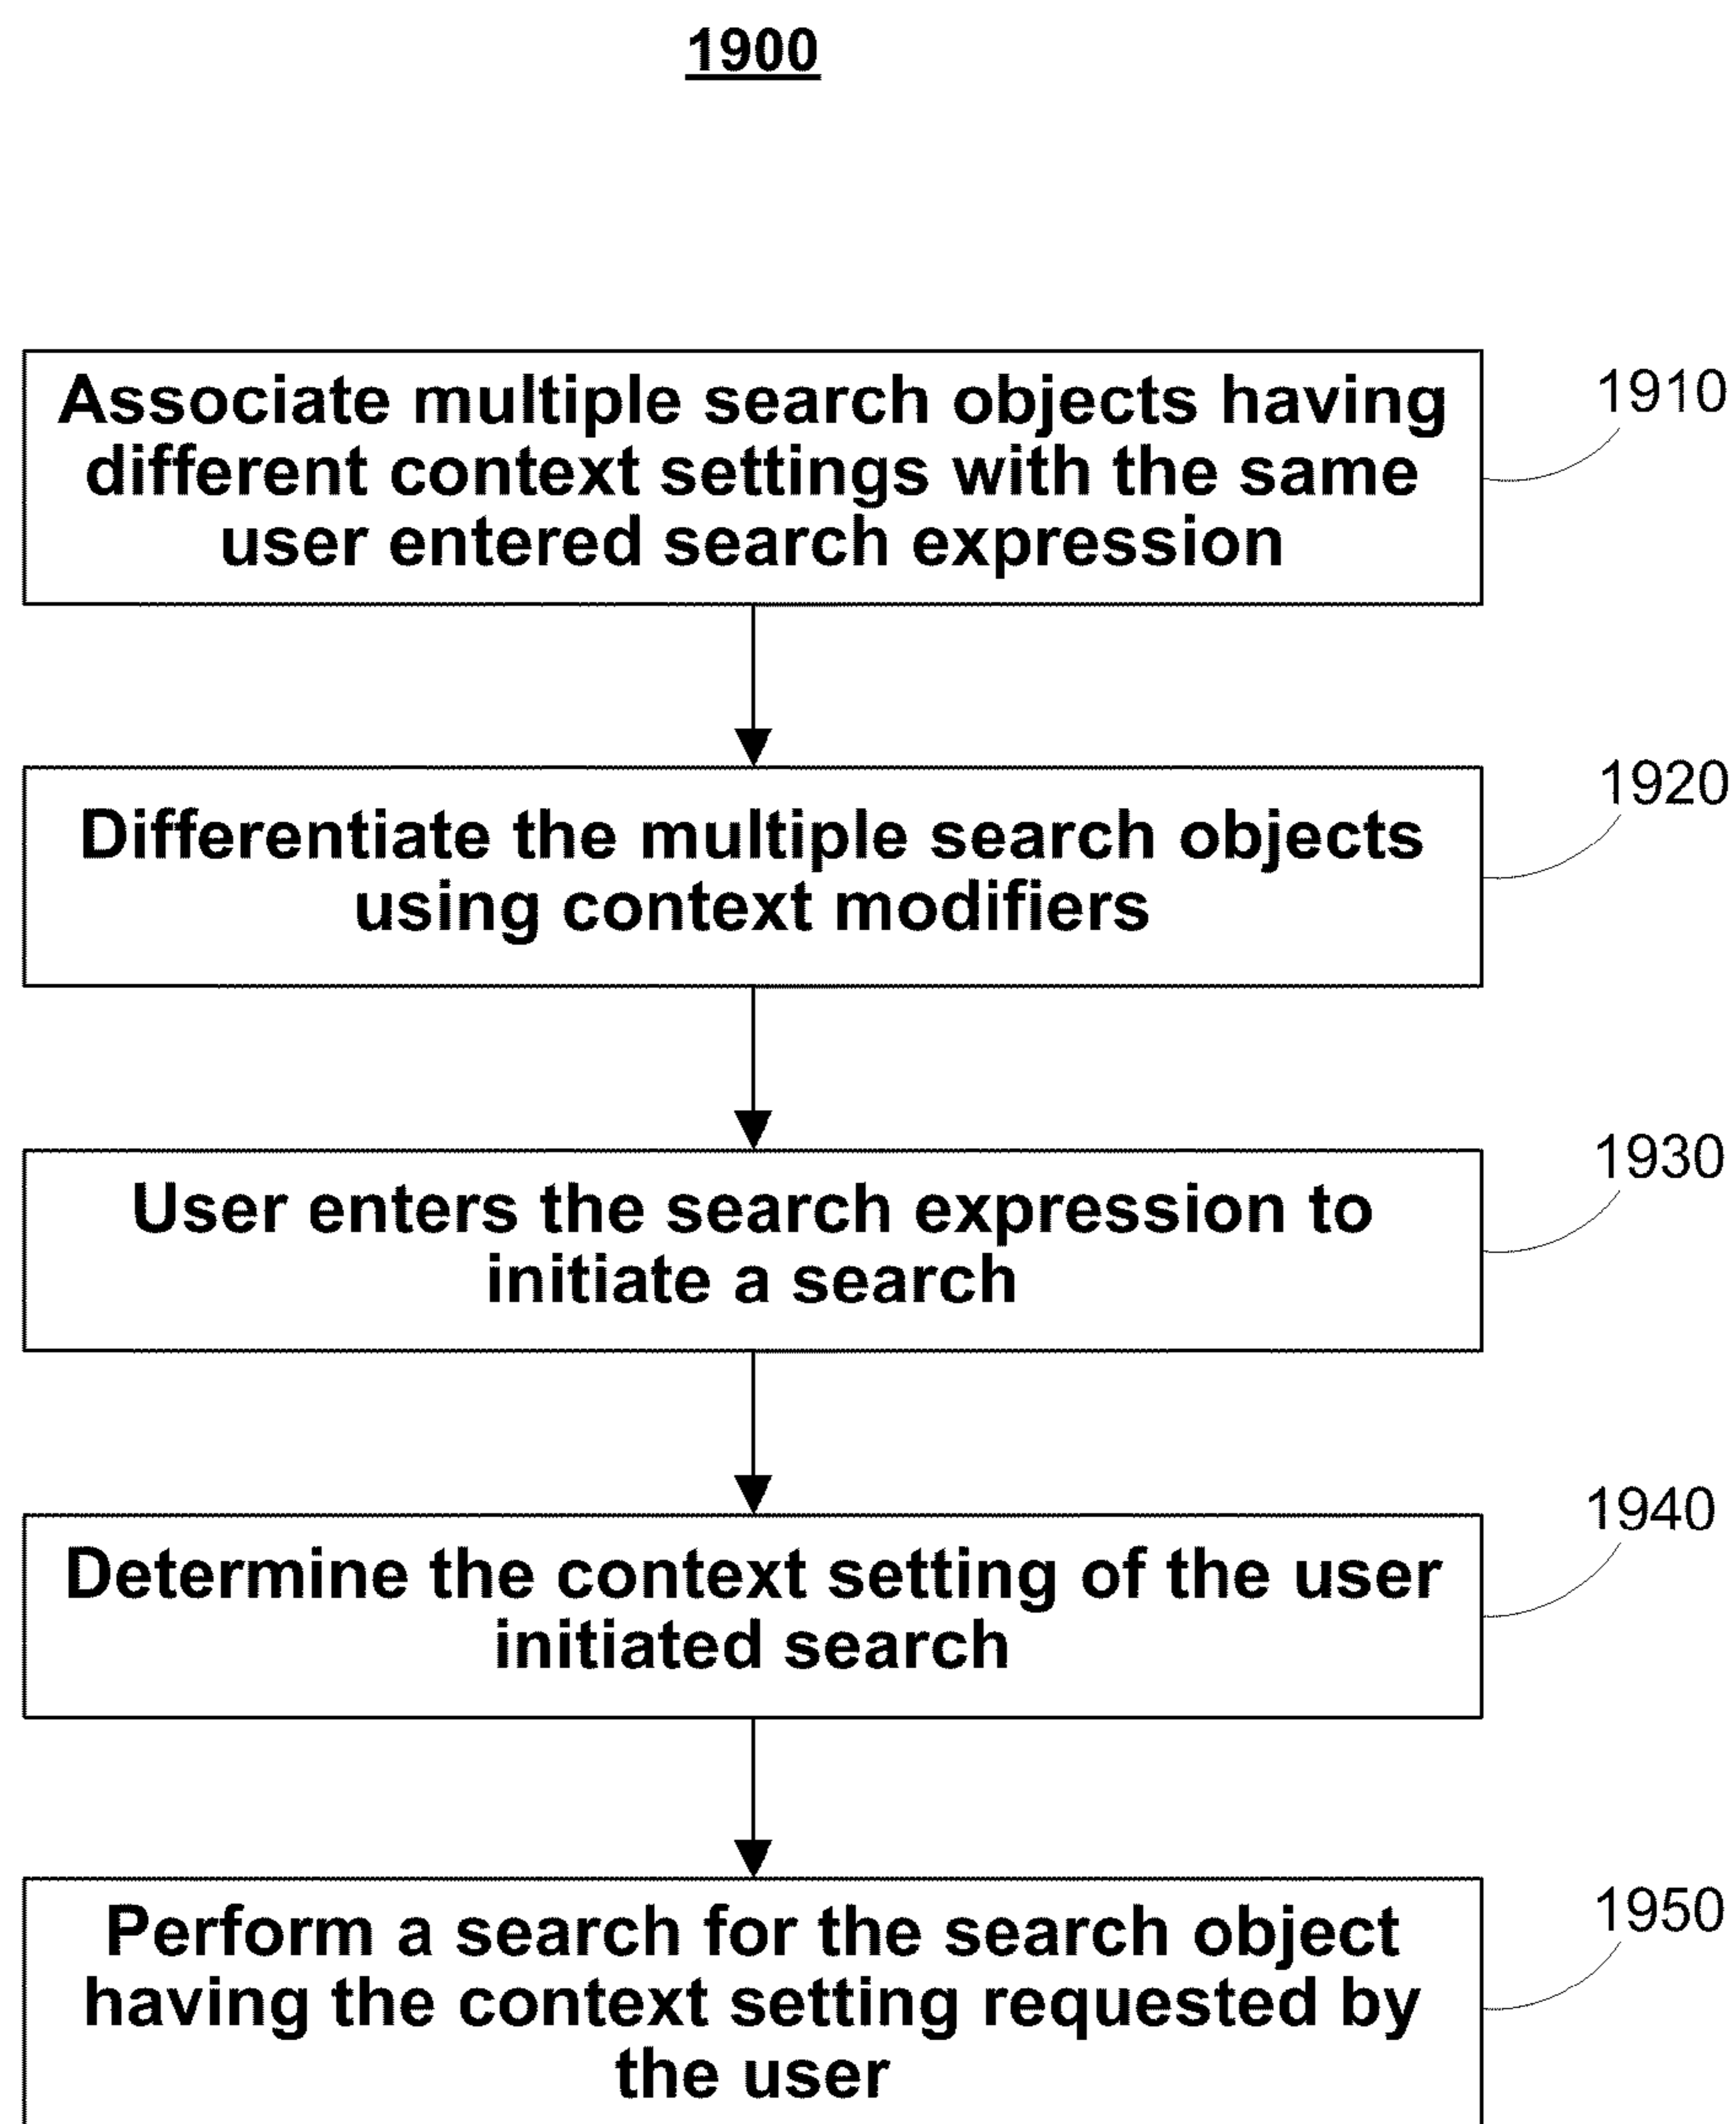 1900
Associate multiple search objects having
different context settings with the same
user entered search expression
1910
Differentiate the multiple search objects
using context modifiers
1920
User enters the search expression to
initiate a search
1930
Determine the context setting of the user
initiated search
1940
Perform a search for the search object
having the context setting requested by
the user
1950